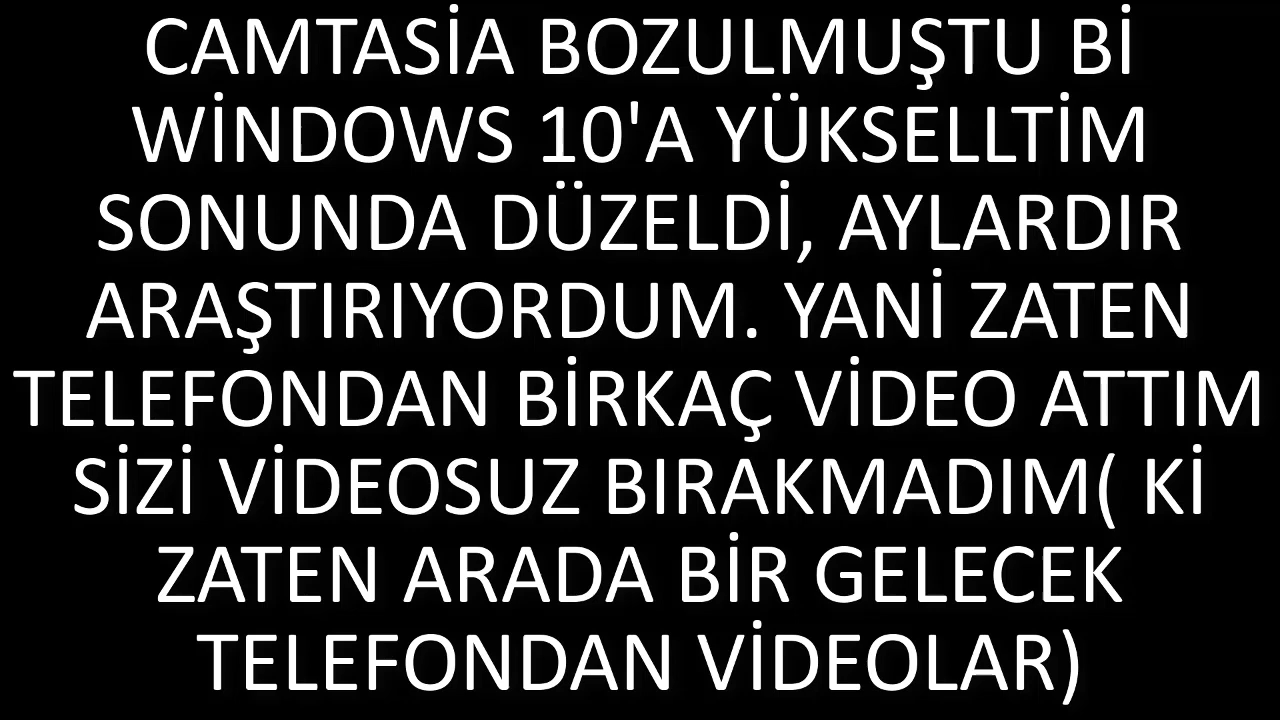 CAMTASİA BOZULMUŞTU Bİ
WİNDOWS 10'A YÜKSELLTİM
SONUNDA DÜZELDİ, AYLARDIR
ARAŞTIRIYORDUM. YANİ ZATEN
TELEFONDAN BİRKAÇ VİDEO ATTIM
SİZİ VİDEOSUZ BIRAKMADIM( Kİ
ZATEN ARADA BİR GELECEK
TELEFONDAN VİDEOLAR)